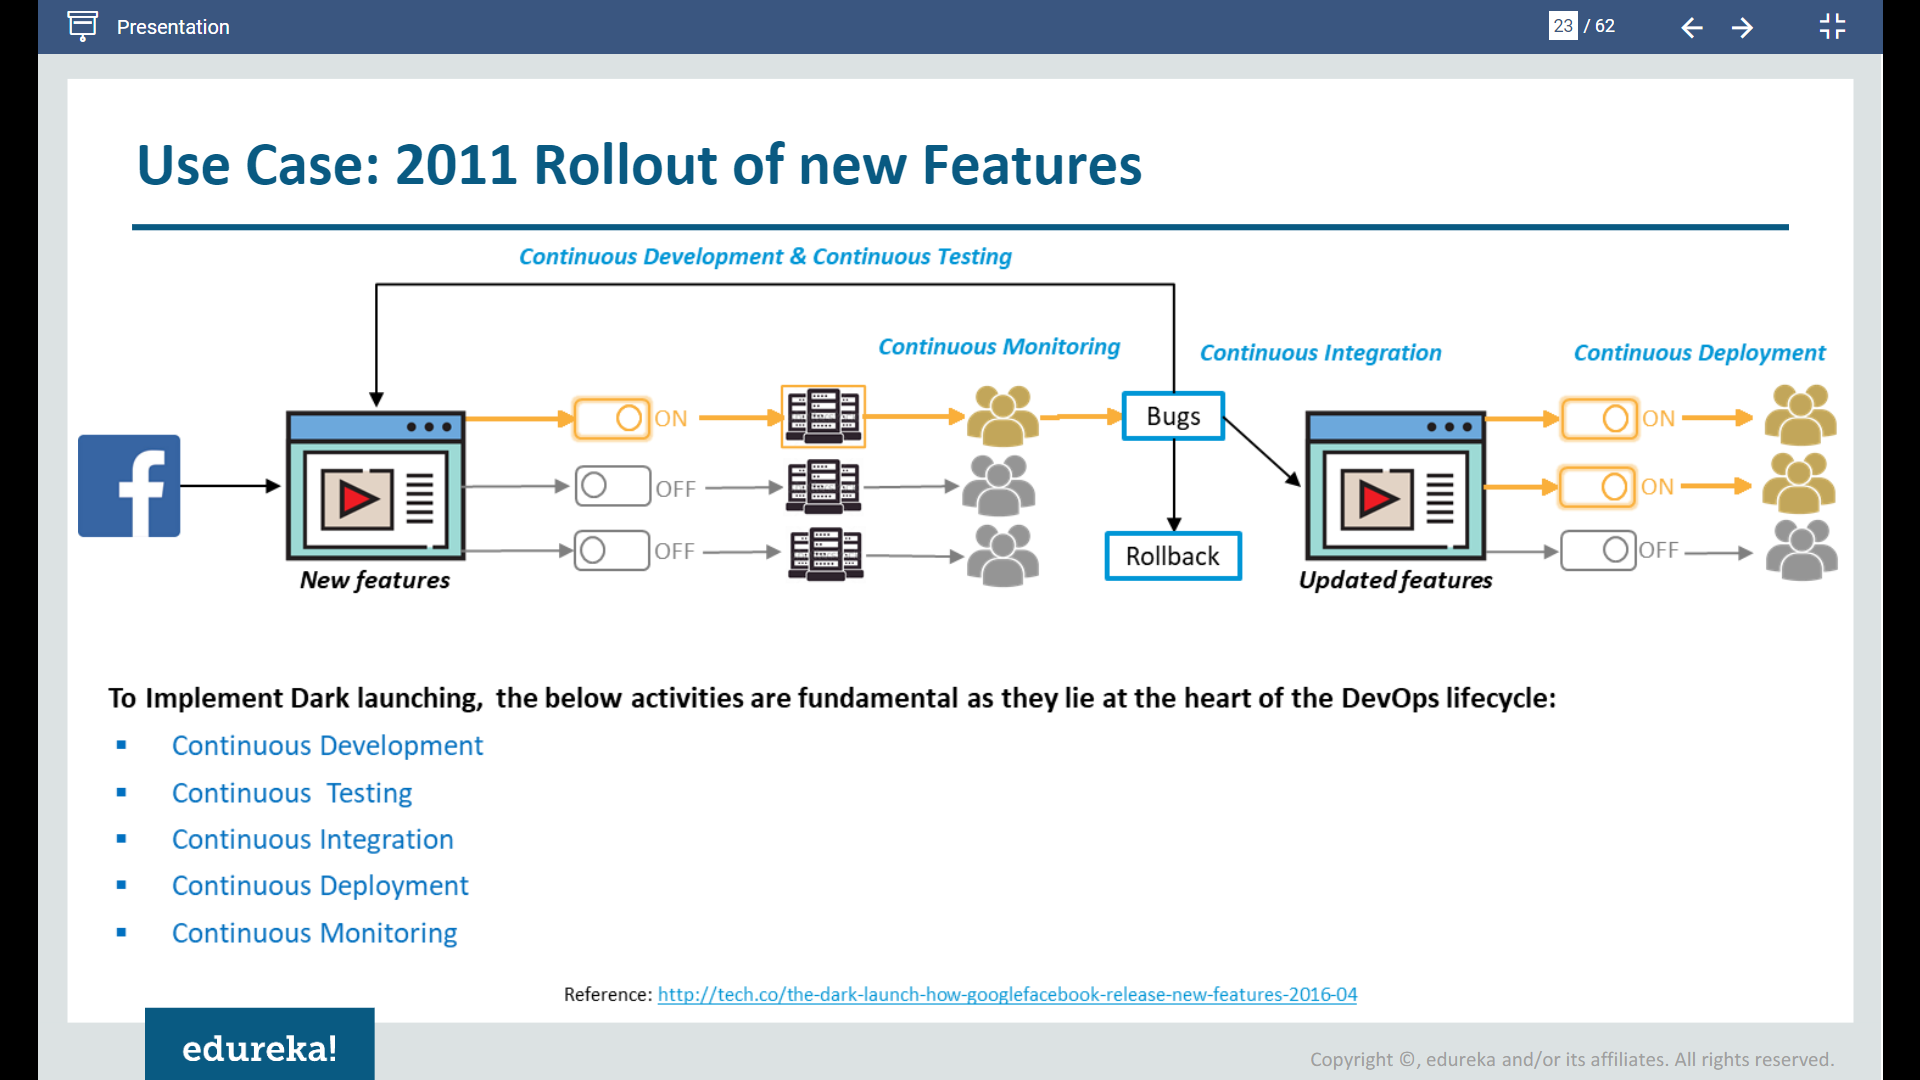 Presentation
23 / 62
Use Case: 2011 Rollout of new Features
Continuous Development & Continuous Testing
Continuous Monitoring
Continuous Integration
Continuous Deployment
ON
Bugs
ON
OFF
ON
OFF
Rollback
OFF
New features
Updated features
To Implement Dark launching, the below activities are fundamental as they lie at the heart of the DevOps lifecycle:
▪ Continuous Development
▪ Continuous Testing
▪ Continuous Integration
▪ Continuous Deployment
▪ Continuous Monitoring
Reference: http://tech.co/the-dark-launch-how-googlefacebook-release-new-features-2016-04
edureka!
Copyright ©, edureka and/or its affiliates. All rights reserved.